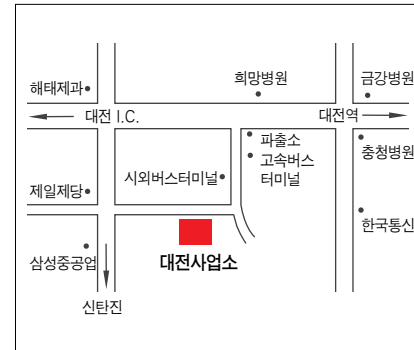 희망병원
금강병원
해태제과
대전 I.C.
대전역
파출소
고속버스
터미널
충청병원
시외버스터미널
제일제당
한국통신
삼성중공업
대전사업소
신탄진